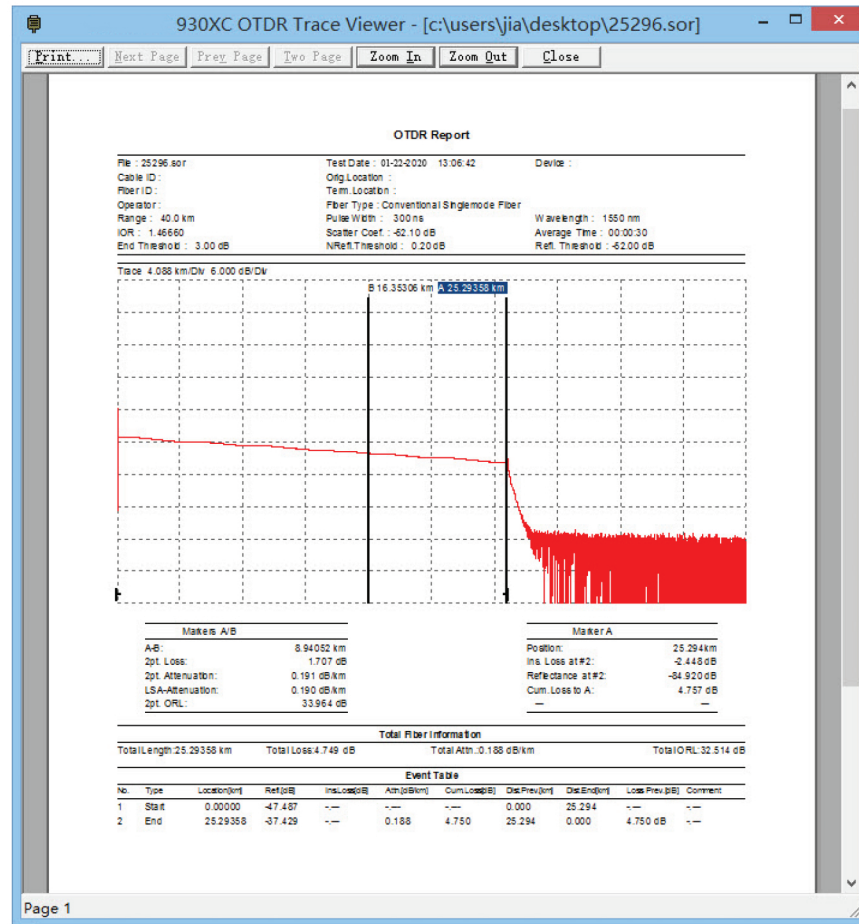 930XC OTDR Trace Viewer - [c:\users\jia\desktop\25296.sor]
Print... Next Page Prev Page Two Page Zoom In Zoom Out Close
OTDR Report
File : 25296.sor Test Date : 01-22-2020 13:06:42 Device :
Cable ID : Orig.Location :
Fiber ID : Term.Location :
Operator : Fiber Type : Conventional Singlemode Fiber
Range : 40.0 km Pulse Width : 300 ns Wavelength : 1550 nm
IOR : 1.46660 Scatter Coef. : -62.10 dB Average Time : 00:00:30
End Threshold : 3.00 dB NRefl.Threshold : 0.20 dB Refl. Threshold : -62.00 dB
Trace 4.088 km/Div 6.000 dB/Div
B 16.35306 km A 25.29358 km
Markers A/B Marker A
A-B: 8.94052 km Position: 25.294km
2pt. Loss: 1.707 dB Ins. Loss at #2: -2.448 dB
2pt. Attenuation: 0.191 dB/km Reflectance at #2: -84.920 dB
LSA-Attenuation: 0.190 dB/km Cum.Loss to A: 4.757 dB
2pt. ORL: 33.964 dB — —
Total Fiber Information
Total Length:25.29358 km Total Loss:4.749 dB Total Attn.:0.188 dB/km Total ORL:32.514 dB
Event Table
No. Type Location[km] Refl.[dB] Ins.Loss[dB] Attn.[dB/km] Cum.Loss[dB] Dist.Prev.[km] Dist.End[km] Loss Prev.[dB] Comment
1 Start 0.00000 -47.487 -.— -.— -.— 0.000 25.294 -.— -.—
2 End 25.29358 -37.429 -.— 0.188 4.750 25.294 0.000 4.750 dB -.—
Page 1